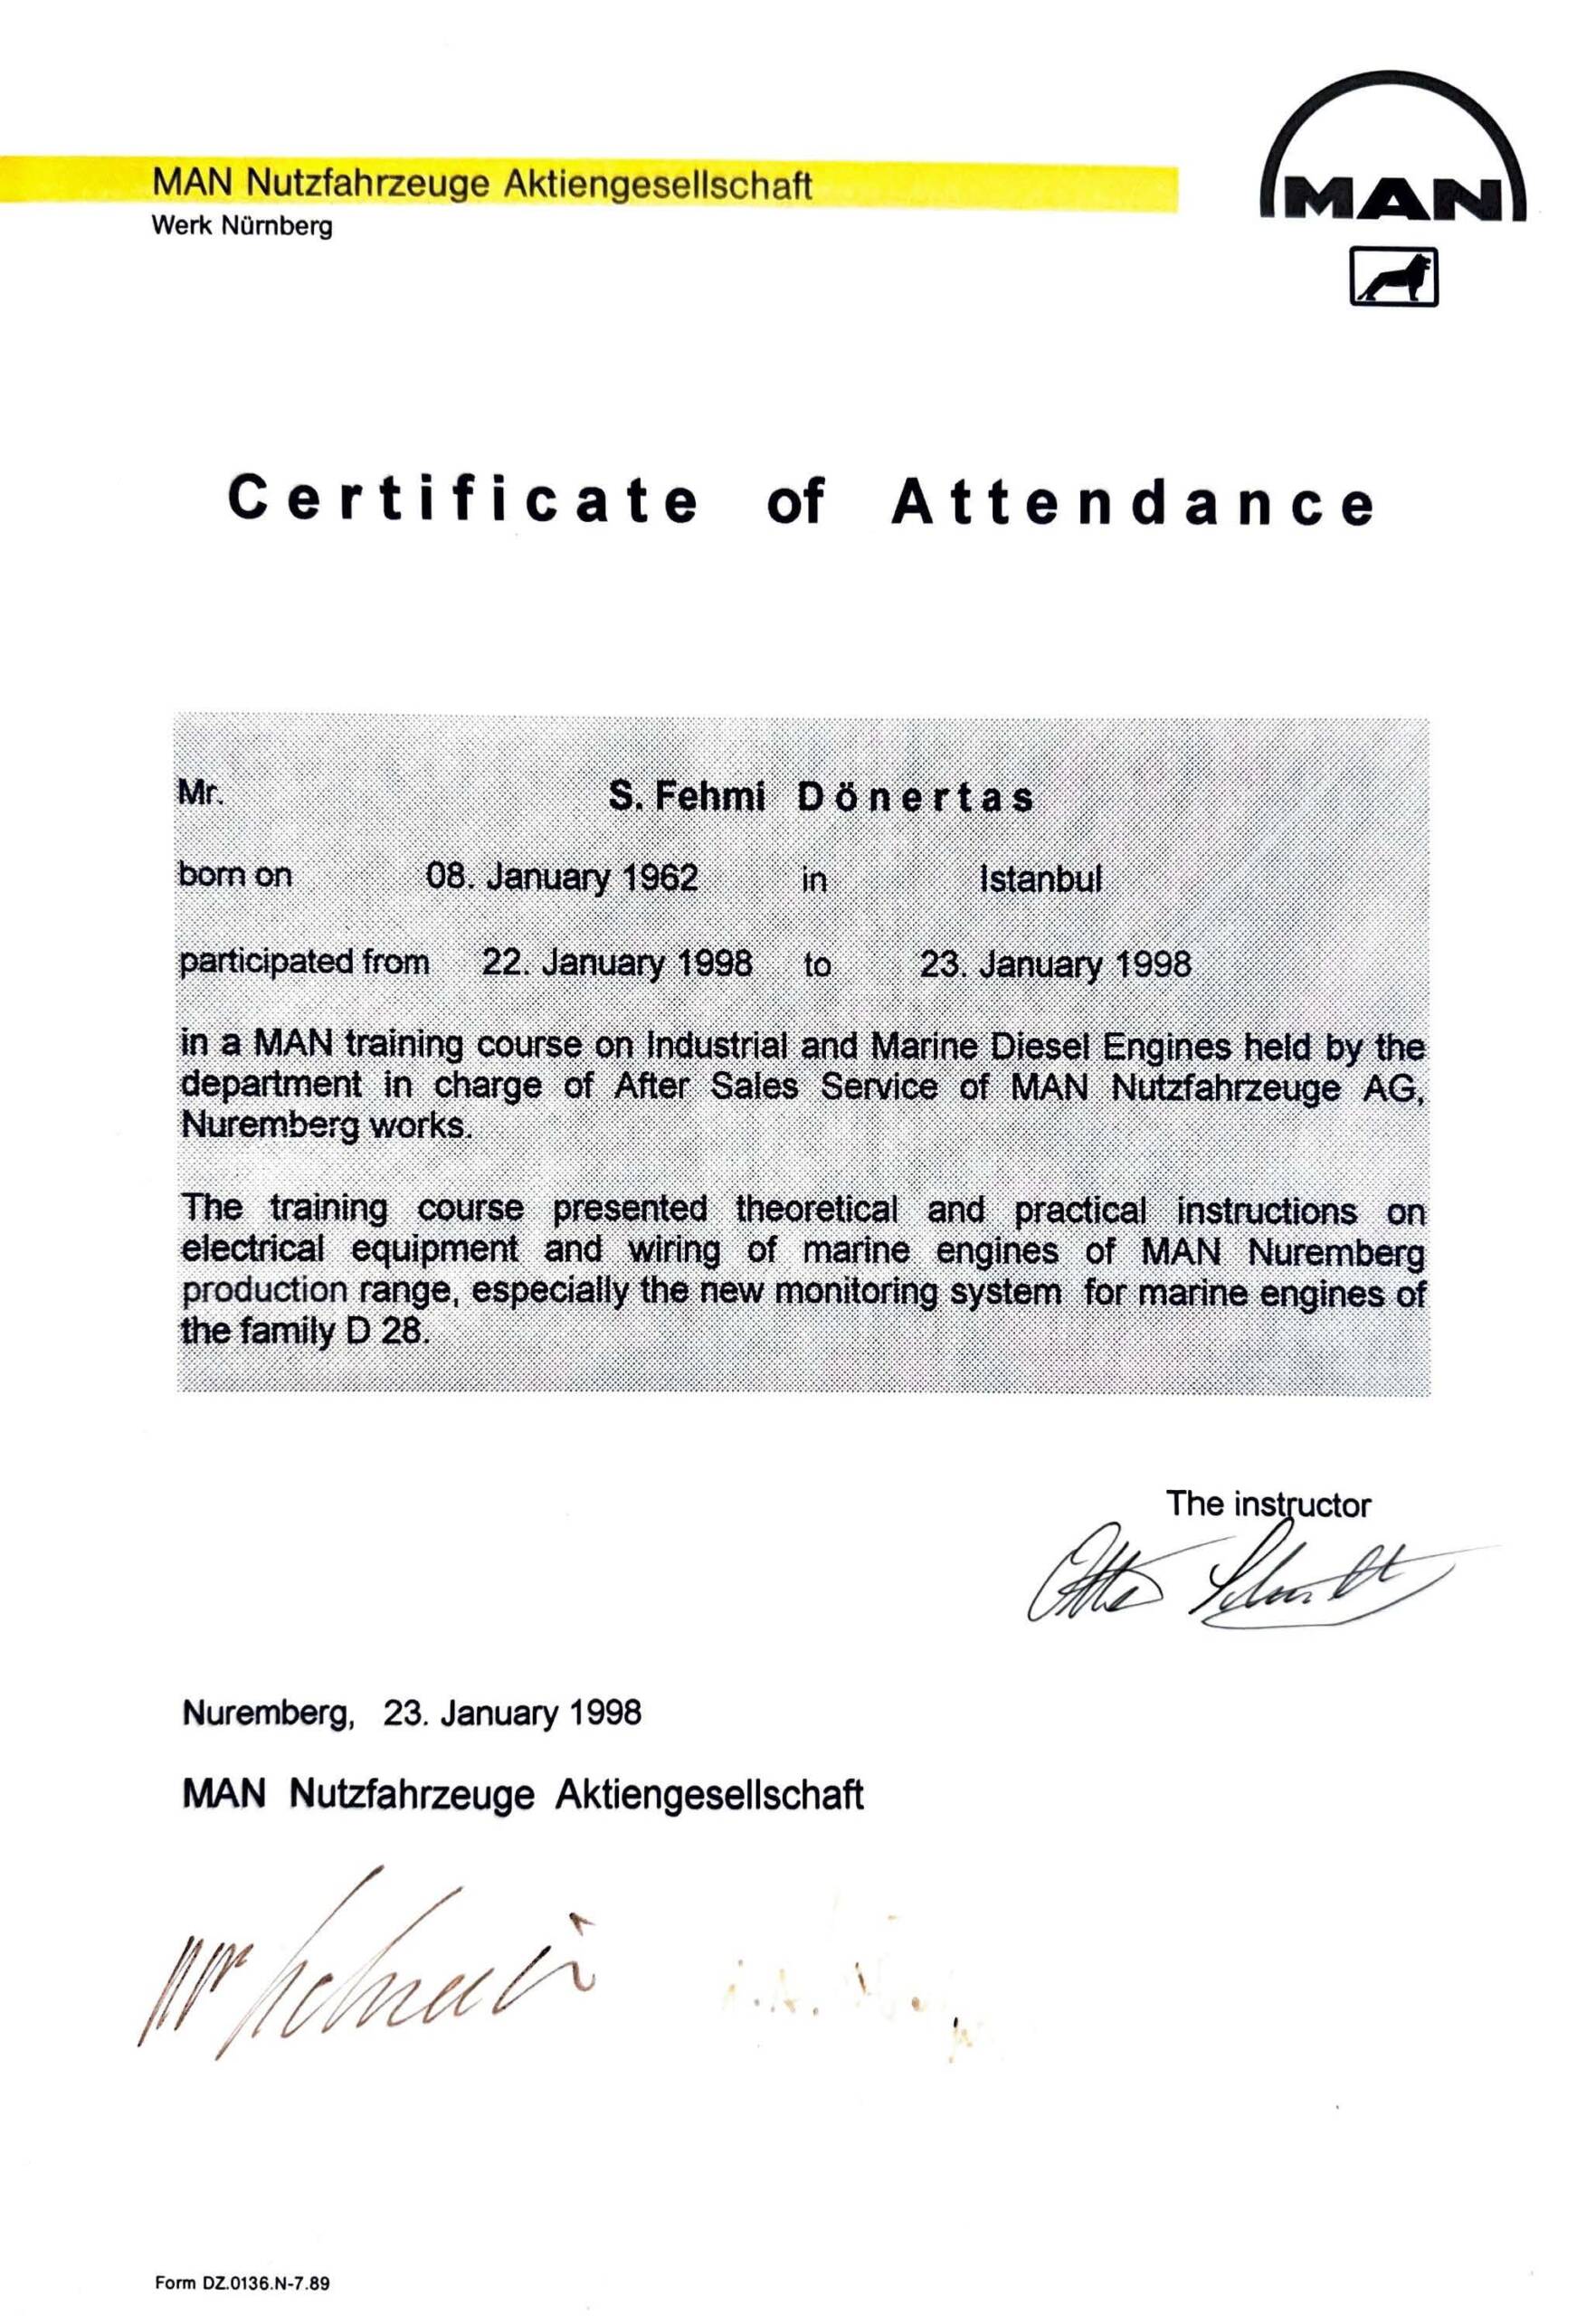 MAN Nutzfahrzeuge Aktiengesellschaft
Werk Nürnberg
MAN
Certificate of Attendance
Mr. S. Fehmi Dönertas
born on 08. January 1962 in Istanbul
participated from 22. January 1998 to 23. January 1998
in a MAN training course on Industrial and Marine Diesel Engines held by the
department in charge of After Sales Service of MAN Nutzfahrzeuge AG,
Nuremberg works.
The training course presented theoretical and practical instructions on
electrical equipment and wiring of marine engines of MAN Nuremberg
production range, especially the new monitoring system for marine engines of
the family D 28.
The instructor
Nuremberg, 23. January 1998
MAN Nutzfahrzeuge Aktiengesellschaft
Form DZ.0136.N-7.89